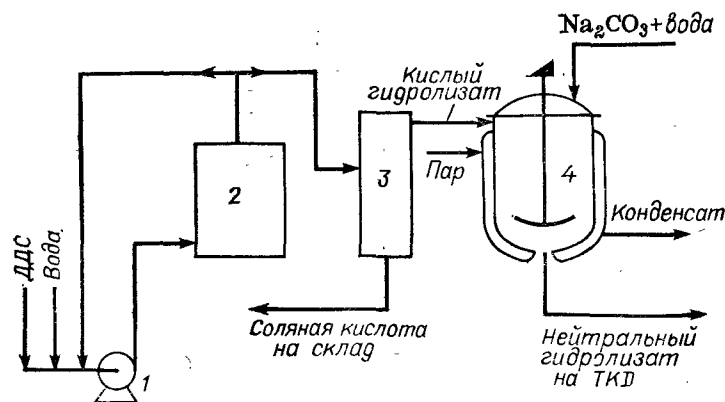 Na₂CO₃+вода
Кислый
гидролизат
Пар
2
3
4
Конденсат
ДДС
Вода
1
Соляная кислота
на склад
Нейтральный
гидролизат
на ТКD